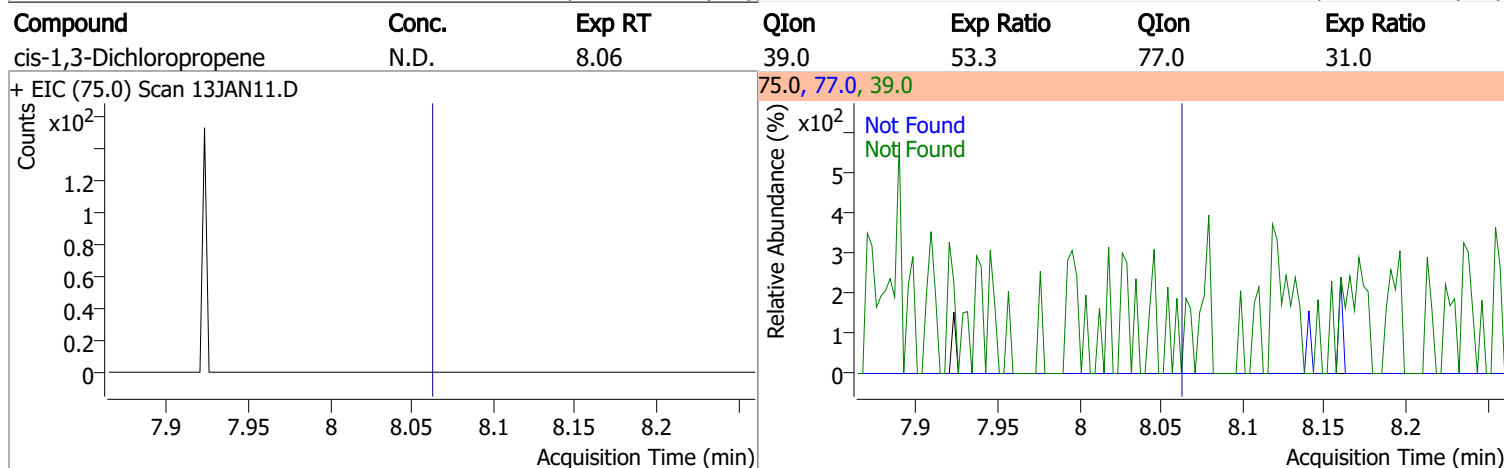 Compound Conc. Exp RT QIon Exp Ratio QIon Exp Ratio
cis-1,3-Dichloropropene N.D. 8.06 39.0 53.3 77.0 31.0
+ EIC (75.0) Scan 13JAN11.D
Counts
x10²
1.2
1
0.8
0.6
0.4
0.2
0
7.9 7.95 8 8.05 8.1 8.15 8.2
Acquisition Time (min)
75.0, 77.0, 39.0
Relative Abundance (%)
x10²
Not Found
Not Found
5
4
3
2
1
0
7.9 7.95 8 8.05 8.1 8.15 8.2
Acquisition Time (min)